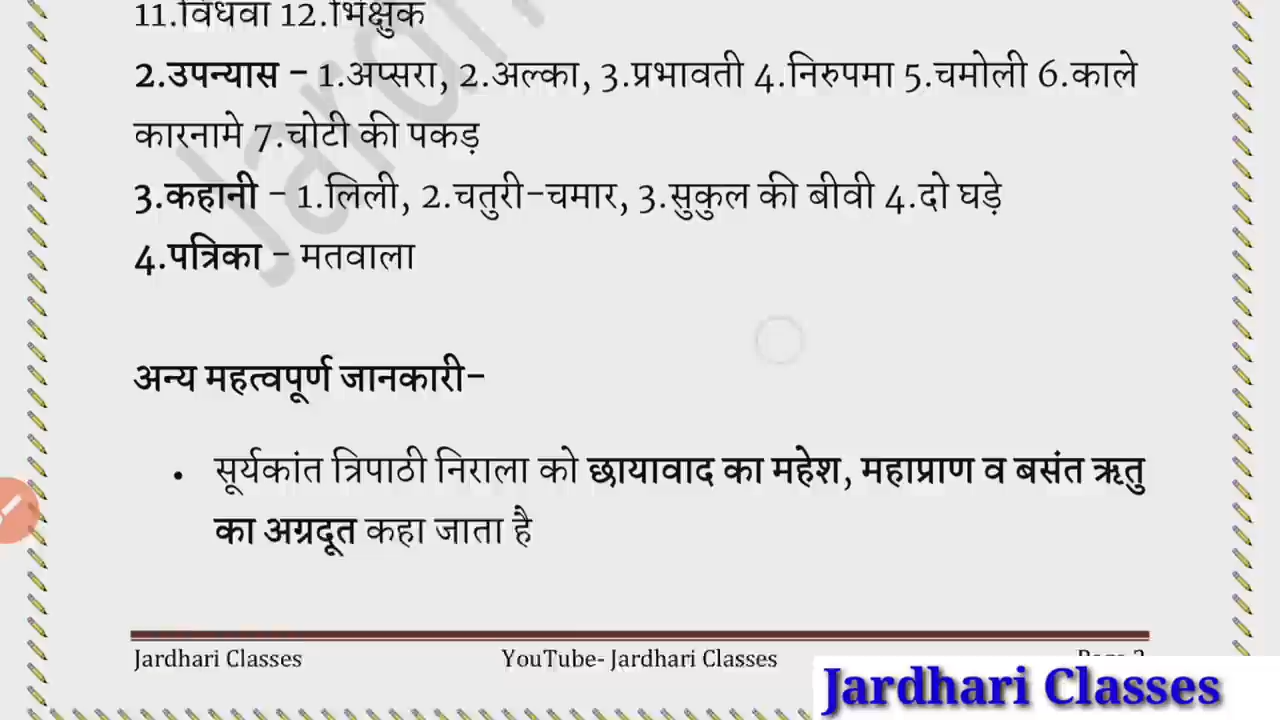 11.विधवा 12.भिक्षुक
2.उपन्यास – 1.अप्सरा, 2.अल्का, 3.प्रभावती 4.निरुपमा 5.चमोली 6.काले
कारनामे 7.चोटी की पकड़
3.कहानी – 1.लिली, 2.चतुरी-चमार, 3.सुकुल की बीवी 4.दो घड़े
4.पत्रिका – मतवाला
अन्य महत्वपूर्ण जानकारी–
• सूर्यकांत त्रिपाठी निराला को छायावाद का महेश, महाप्राण व बसंत ऋतु
का अग्रदूत कहा जाता है
Jardhari Classes YouTube- Jardhari Classes
Jardhari Classes